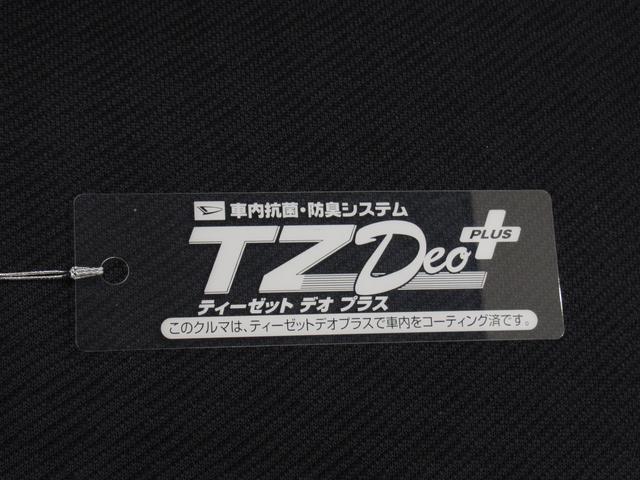 車内抗菌・防臭システム
TZDeo PLUS
ティーゼット デオ プラス
このクルマは、ティーゼットデオプラスで車内をコーティング済です。